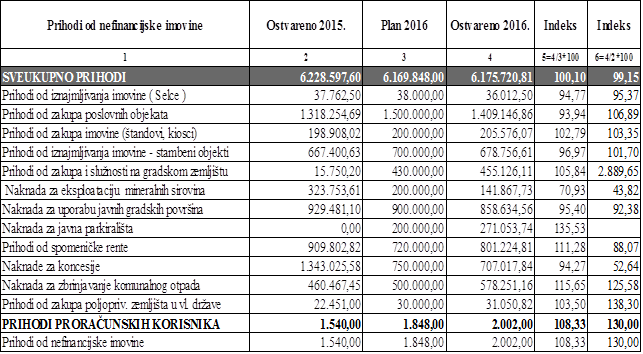 Prihodi od nefinancijske imovine Ostvareno 2015. Plan 2016 Ostvareno 2016. Indeks Indeks
1 2 3 4 5=4/3*100 6=4/2*100
SVEUKUPNO PRIHODI 6.228.597,60 6.169.848,00 6.175.720,81 100,10 99,15
Prihodi od iznajmljivanja imovine ( Selce ) 37.762,50 38.000,00 36.012,50 94,77 95,37
Prihodi od zakupa poslovnih objekata 1.318.254,69 1.500.000,00 1.409.146,86 93,94 106,89
Prihodi od zakupa imovine (štandovi, kiosci) 198.908,02 200.000,00 205.576,07 102,79 103,35
Prihodi od iznajmljivanja imovine - stambeni objekti 667.400,63 700.000,00 678.756,61 96,97 101,70
Prihodi od zakupa i služnosti na gradskom zemljištu 15.750,20 430.000,00 455.126,11 105,84 2.889,65
Naknada za eksploataciju mineralnih sirovina 323.753,61 200.000,00 141.867,73 70,93 43,82
Naknada za uporabu javnih gradskih površina 929.481,10 900.000,00 858.634,56 95,40 92,38
Naknada za javna parkirališta 0,00 200.000,00 271.053,74 135,53
Prihodi od spomeničke rente 909.802,82 720.000,00 801.224,81 111,28 88,07
Naknade za koncesije 1.343.025,58 750.000,00 707.017,84 94,27 52,64
Naknada za zbrinjavanje komunalnog otpada 460.467,45 500.000,00 578.251,16 115,65 125,58
Prihodi od zakupa poljopriv. zemljišta u vl. države 22.451,00 30.000,00 31.050,82 103,50 138,30
PRIHODI PRORAČUNSKIH KORISNIKA 1.540,00 1.848,00 2.002,00 108,33 130,00
Prihodi od nefinancijske imovine 1.540,00 1.848,00 2.002,00 108,33 130,00